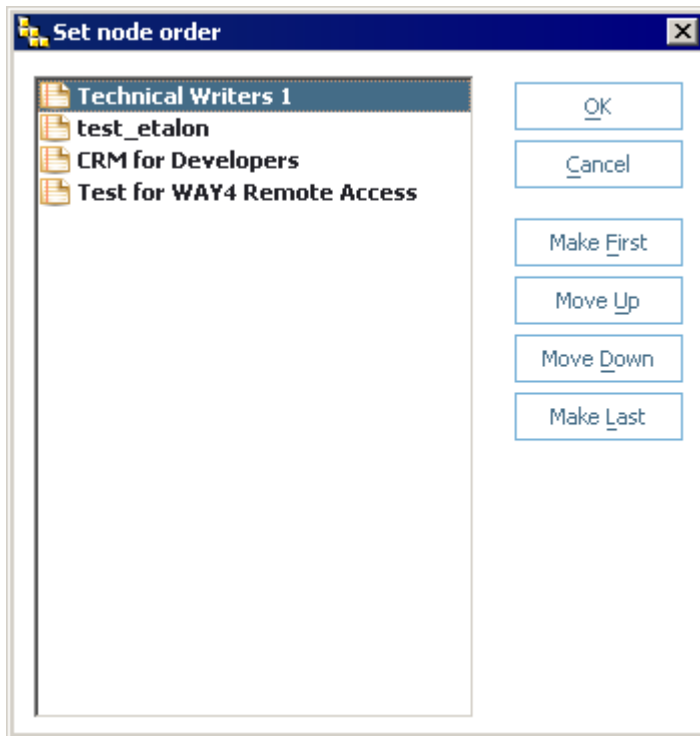 Set node order
Technical Writers 1
test_etalon
CRM for Developers
Test for WAY4 Remote Access
OK
Cancel
Make First
Move Up
Move Down
Make Last